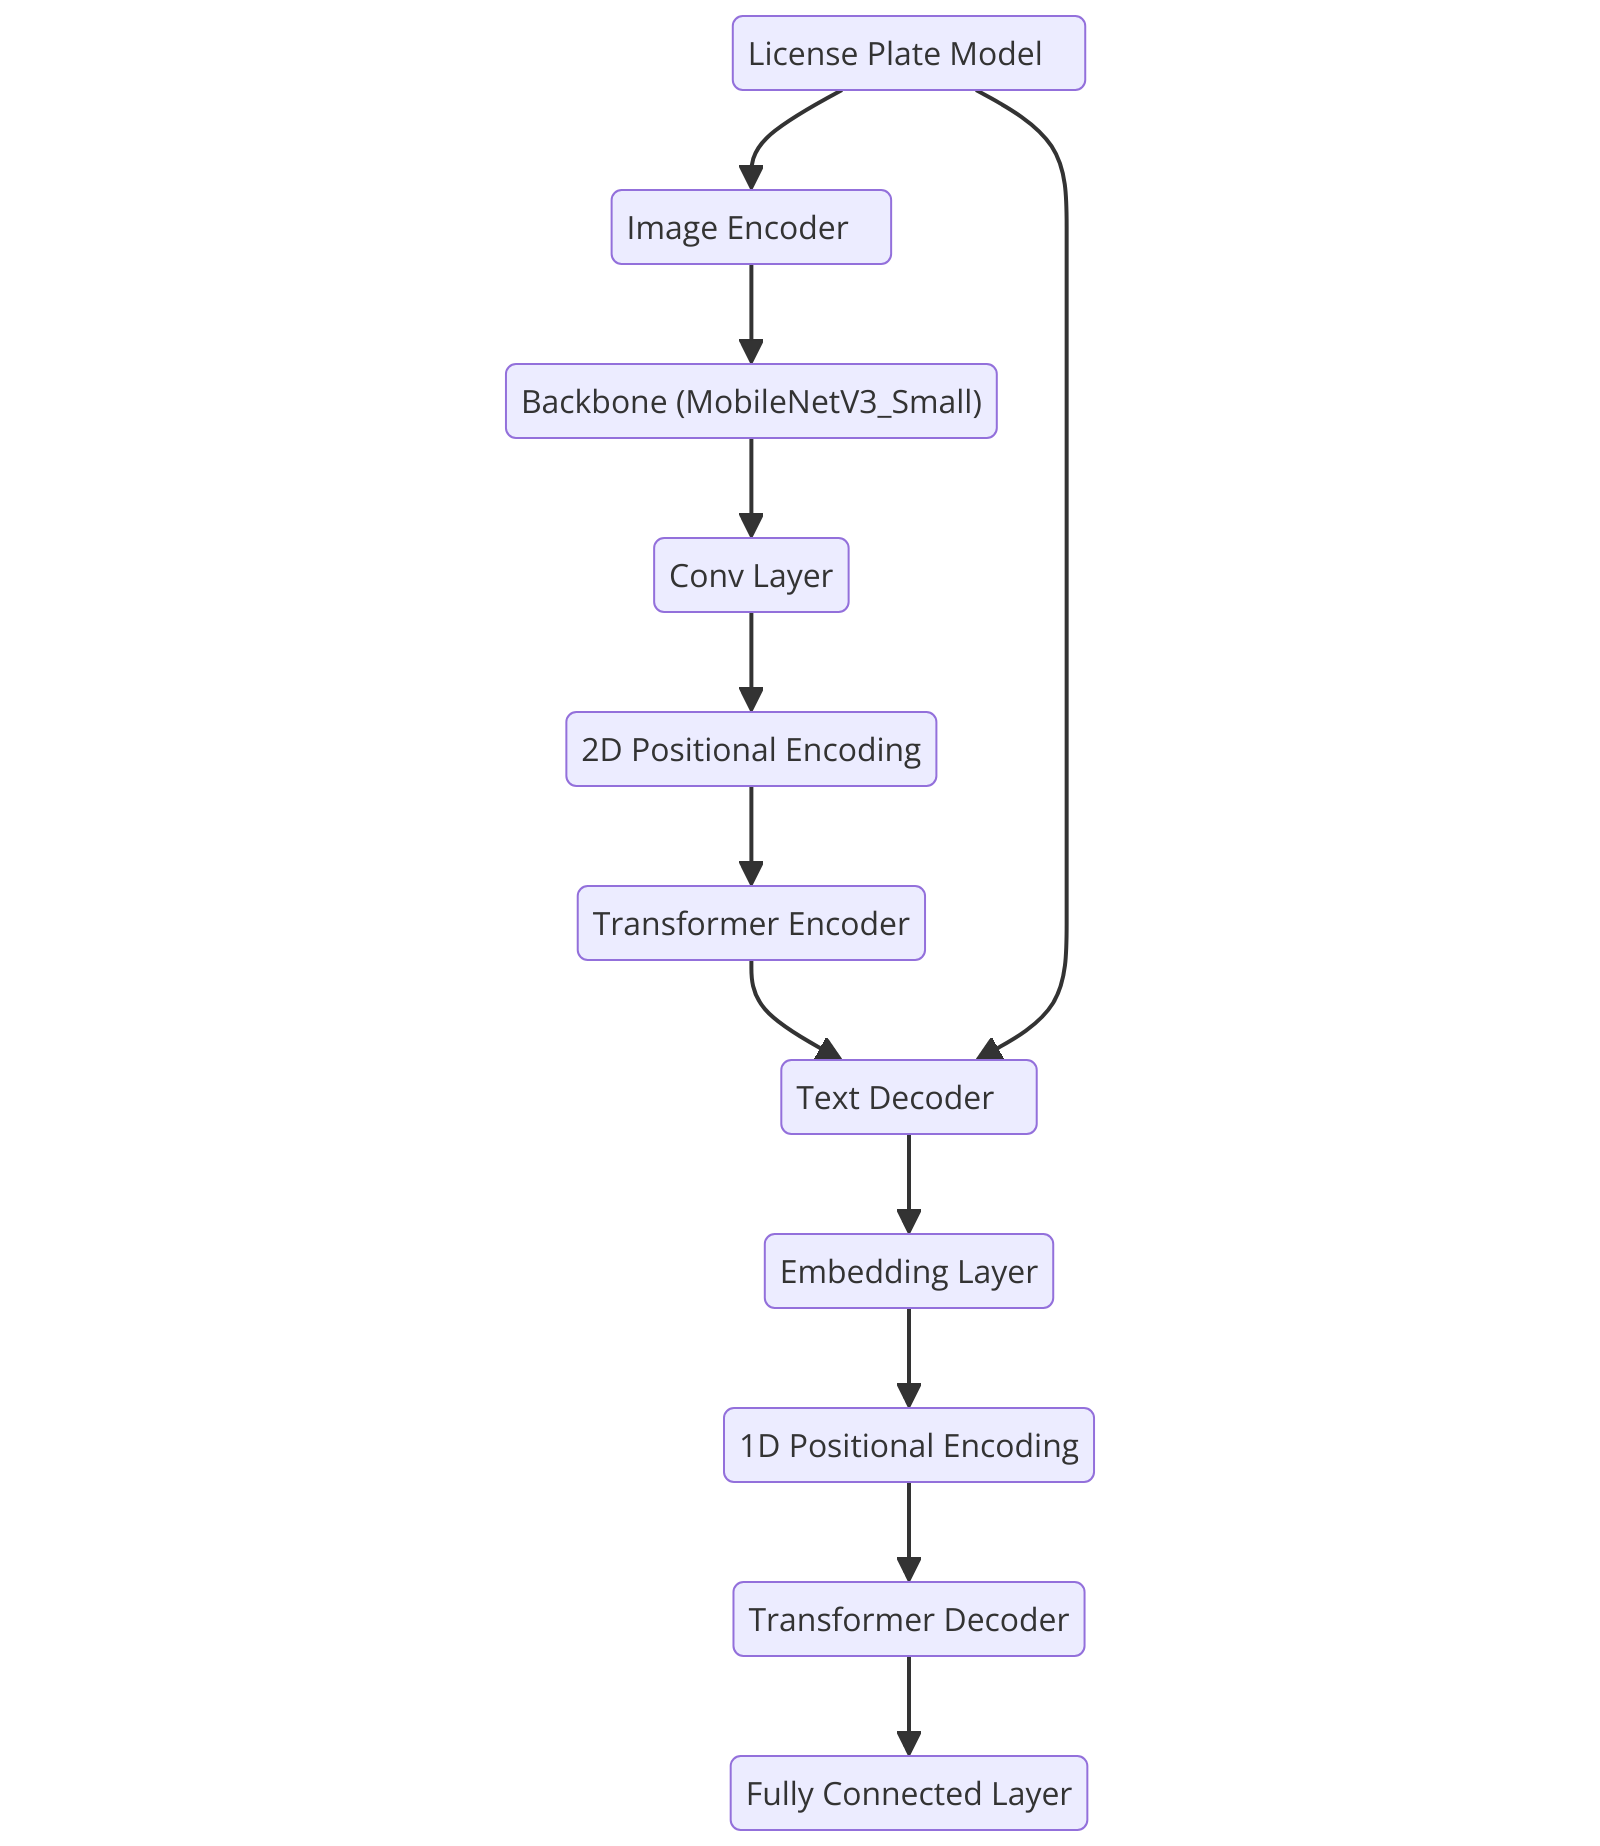 License Plate Model
Image Encoder
Backbone (MobileNetV3_Small)
Conv Layer
2D Positional Encoding
Transformer Encoder
Text Decoder
Embedding Layer
1D Positional Encoding
Transformer Decoder
Fully Connected Layer